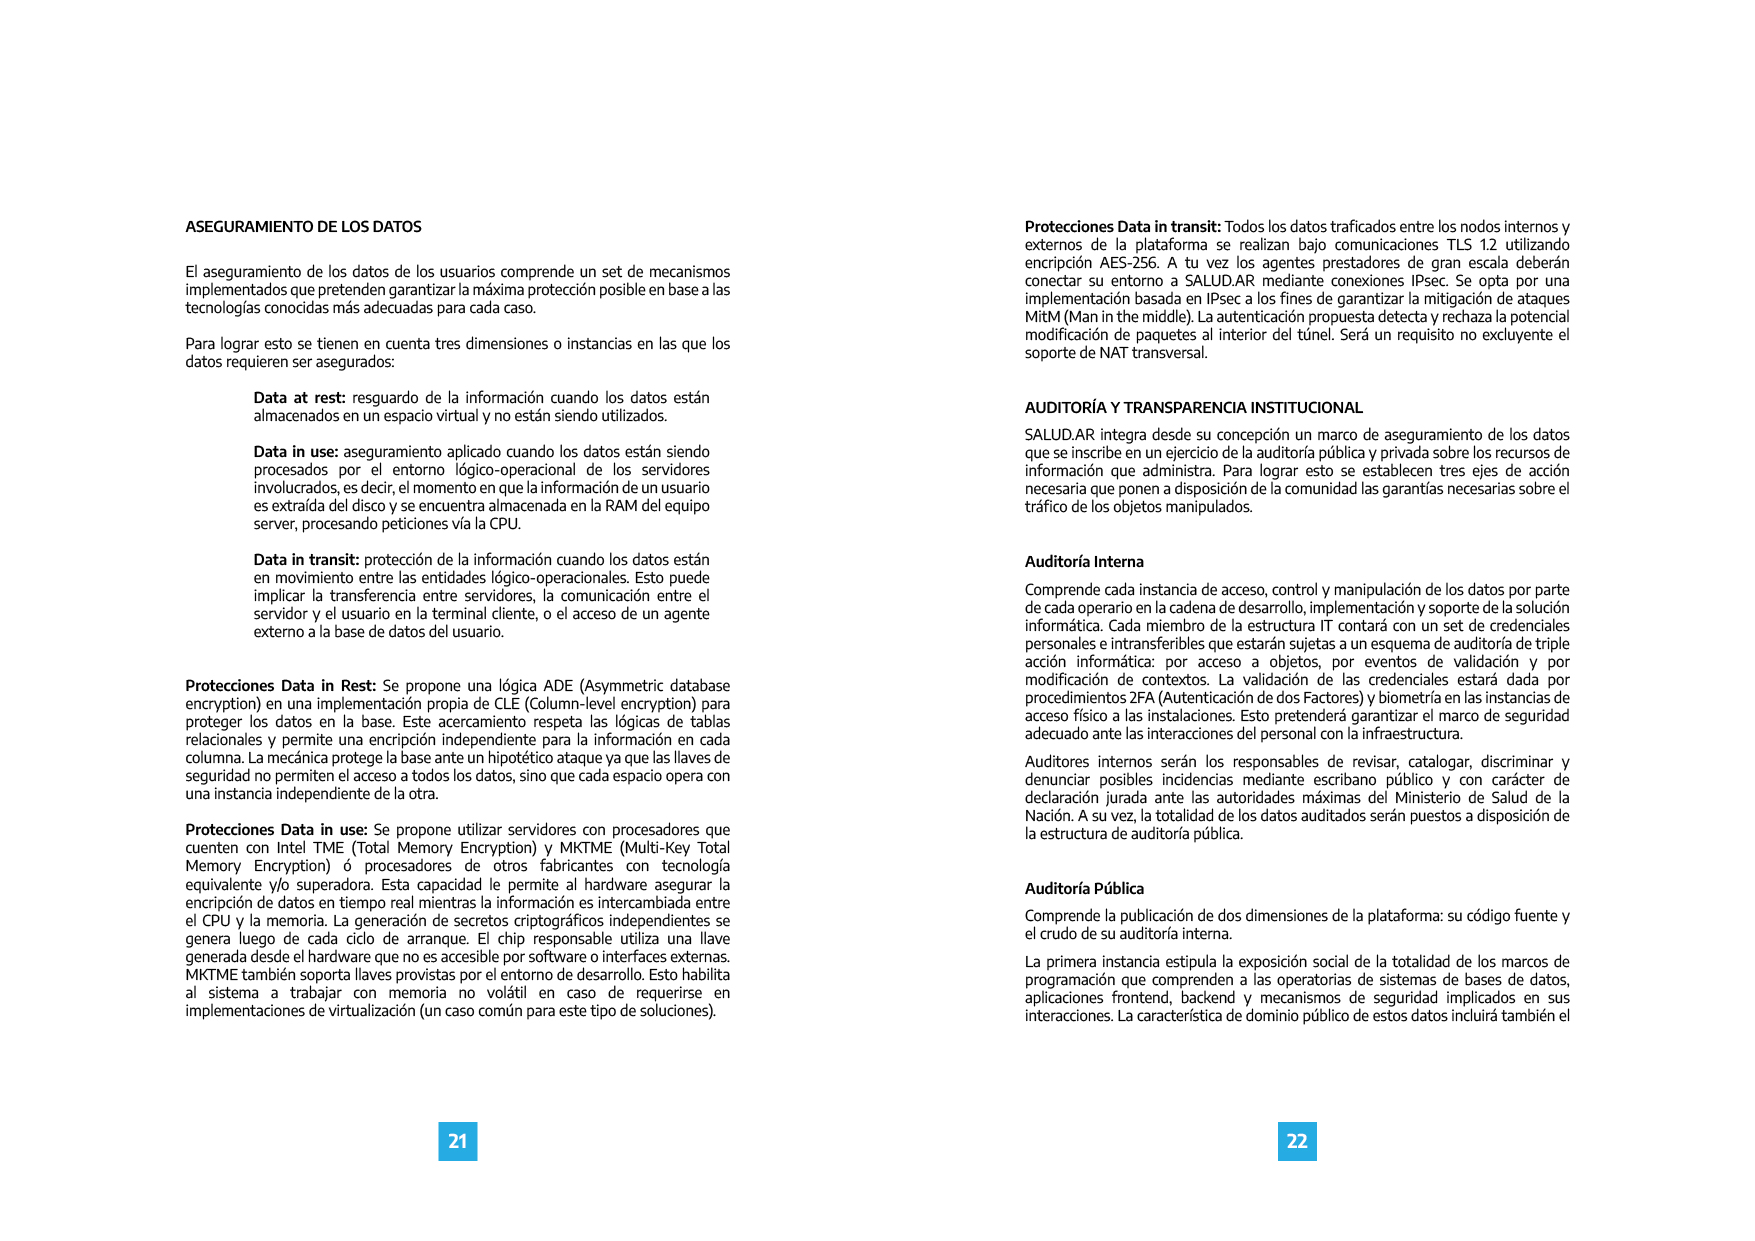 ASEGURAMIENTO DE LOS DATOS
El aseguramiento de los datos de los usuarios comprende un set de mecanismos
implementados que pretenden garantizar la máxima protección posible en base a las
tecnologías conocidas más adecuadas para cada caso.
Para lograr esto se tienen en cuenta tres dimensiones o instancias en las que los
datos requieren ser asegurados:
Data at rest: resguardo de la información cuando los datos están
almacenados en un espacio virtual y no están siendo utilizados.
Data in use: aseguramiento aplicado cuando los datos están siendo
procesados por el entorno lógico-operacional de los servidores
involucrados, es decir, el momento en que la información de un usuario
es extraída del disco y se encuentra almacenada en la RAM del equipo
server, procesando peticiones vía la CPU.
Data in transit: protección de la información cuando los datos están
en movimiento entre las entidades lógico-operacionales. Esto puede
implicar la transferencia entre servidores, la comunicación entre el
servidor y el usuario en la terminal cliente, o el acceso de un agente
externo a la base de datos del usuario.
Protecciones Data in Rest: Se propone una lógica ADE (Asymmetric database
encryption) en una implementación propia de CLE (Column-level encryption) para
proteger los datos en la base. Este acercamiento respeta las lógicas de tablas
relacionales y permite una encripción independiente para la información en cada
columna. La mecánica protege la base ante un hipotético ataque ya que las llaves de
seguridad no permiten el acceso a todos los datos, sino que cada espacio opera con
una instancia independiente de la otra.
Protecciones Data in use: Se propone utilizar servidores con procesadores que
cuenten con Intel TME (Total Memory Encryption) y MKTME (Multi-Key Total
Memory Encryption) ó procesadores de otros fabricantes con tecnología
equivalente y/o superadora. Esta capacidad le permite al hardware asegurar la
encripción de datos en tiempo real mientras la información es intercambiada entre
el CPU y la memoria. La generación de secretos criptográficos independientes se
genera luego de cada ciclo de arranque. El chip responsable utiliza una llave
generada desde el hardware que no es accesible por software o interfaces externas.
MKTME también soporta llaves provistas por el entorno de desarrollo. Esto habilita
al sistema a trabajar con memoria no volátil en caso de requerirse en
implementaciones de virtualización (un caso común para este tipo de soluciones).
21
Protecciones Data in transit: Todos los datos traficados entre los nodos internos y
externos de la plataforma se realizan bajo comunicaciones TLS 1.2 utilizando
encripción AES-256. A tu vez los agentes prestadores de gran escala deberán
conectar su entorno a SALUD.AR mediante conexiones IPsec. Se opta por una
implementación basada en IPsec a los fines de garantizar la mitigación de ataques
MitM (Man in the middle). La autenticación propuesta detecta y rechaza la potencial
modificación de paquetes al interior del túnel. Será un requisito no excluyente el
soporte de NAT transversal.
AUDITORÍA Y TRANSPARENCIA INSTITUCIONAL
SALUD.AR integra desde su concepción un marco de aseguramiento de los datos
que se inscribe en un ejercicio de la auditoría pública y privada sobre los recursos de
información que administra. Para lograr esto se establecen tres ejes de acción
necesaria que ponen a disposición de la comunidad las garantías necesarias sobre el
tráfico de los objetos manipulados.
Auditoría Interna
Comprende cada instancia de acceso, control y manipulación de los datos por parte
de cada operario en la cadena de desarrollo, implementación y soporte de la solución
informática. Cada miembro de la estructura IT contará con un set de credenciales
personales e intransferibles que estarán sujetas a un esquema de auditoría de triple
acción informática: por acceso a objetos, por eventos de validación y por
modificación de contextos. La validación de las credenciales estará dada por
procedimientos 2FA (Autenticación de dos Factores) y biometría en las instancias de
acceso físico a las instalaciones. Esto pretenderá garantizar el marco de seguridad
adecuado ante las interacciones del personal con la infraestructura.
Auditores internos serán los responsables de revisar, catalogar, discriminar y
denunciar posibles incidencias mediante escribano público y con carácter de
declaración jurada ante las autoridades máximas del Ministerio de Salud de la
Nación. A su vez, la totalidad de los datos auditados serán puestos a disposición de
la estructura de auditoría pública.
Auditoría Pública
Comprende la publicación de dos dimensiones de la plataforma: su código fuente y
el crudo de su auditoría interna.
La primera instancia estipula la exposición social de la totalidad de los marcos de
programación que comprenden a las operatorias de sistemas de bases de datos,
aplicaciones frontend, backend y mecanismos de seguridad implicados en sus
interacciones. La característica de dominio público de estos datos incluirá también el
22